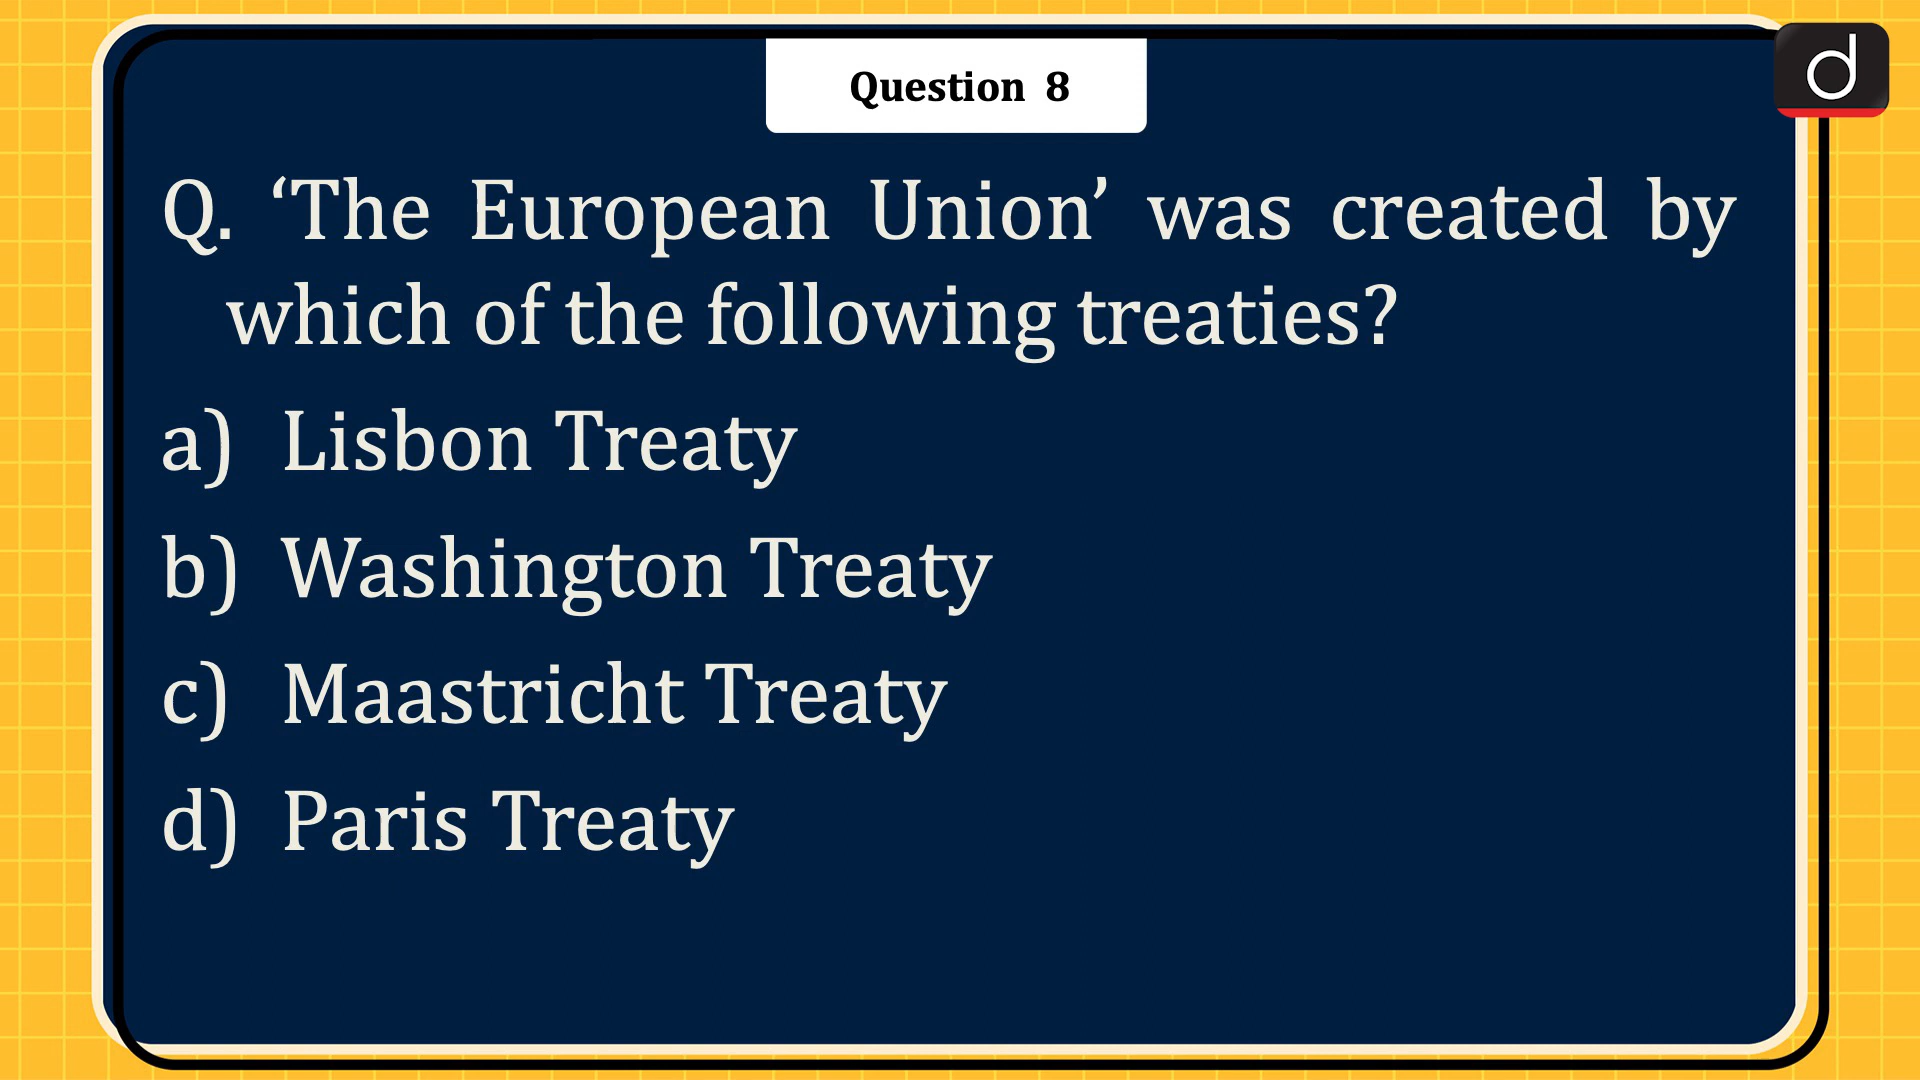 Question 8
Q. ‘The European Union’ was created by
which of the following treaties?
a) Lisbon Treaty
b) Washington Treaty
c) Maastricht Treaty
d) Paris Treaty
d